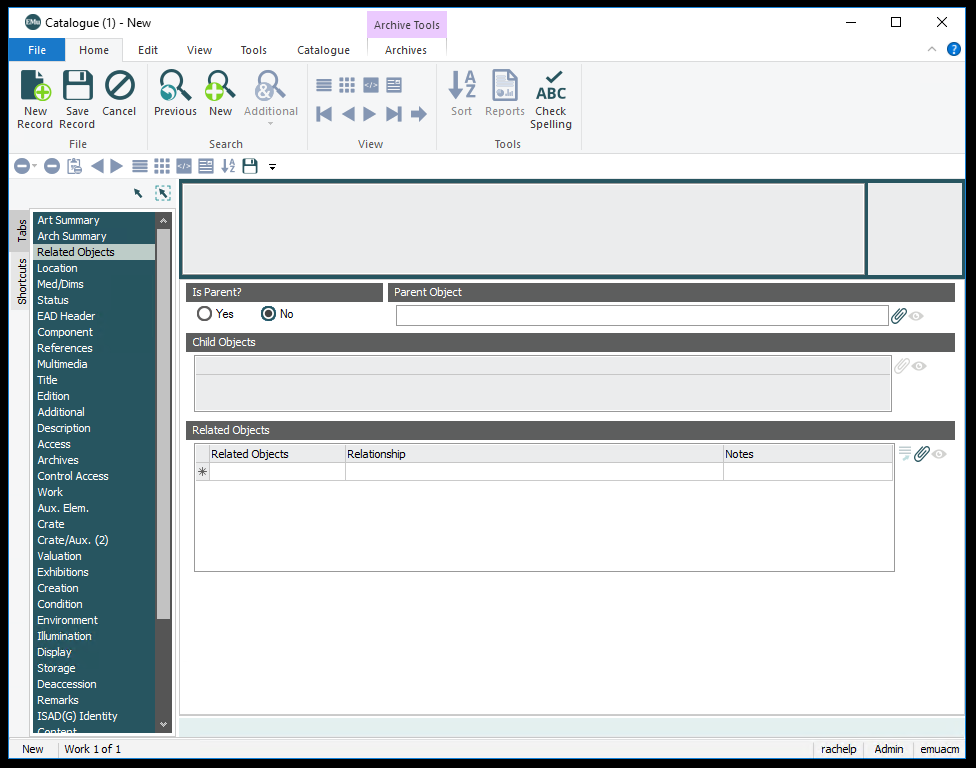 EMu Catalogue (1) - New
Archive Tools
File Home Edit View Tools Catalogue Archives
New Record
Save Record
Cancel
Previous
New
Additional
Sort
Reports
ABC
Check Spelling
File Search View Tools
Tabs
Shortcuts
Art Summary
Arch Summary
Related Objects
Location
Med/Dims
Status
EAD Header
Component
References
Multimedia
Title
Edition
Additional
Description
Access
Archives
Control Access
Work
Aux. Elem.
Crate
Crate/Aux. (2)
Valuation
Exhibitions
Creation
Condition
Environment
Illumination
Display
Storage
Deaccession
Remarks
ISAD(G) Identity
Content
Is Parent? Parent Object
Yes No
Child Objects
Related Objects
Related Objects Relationship Notes
New Work 1 of 1 rachelp Admin emuacm